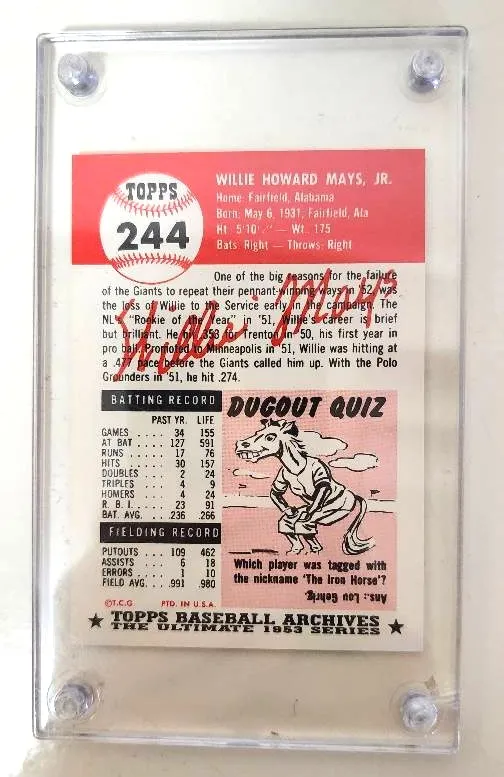 TOPPS
244
WILLIE HOWARD MAYS, JR.
Home: Fairfield, Alabama
Born: May 6, 1931, Fairfield, Ala
Ht. 5'10½" — Wt. 175
Bats: Right — Throws: Right
One of the big reasons for the failure
of the Giants to repeat their pennant-winning ways in '52 was
the loss of Willie to the Service early in the campaign. The
NL's "Rookie of the Year" in '51, Willie's career is brief
but brilliant. He hit .353 for Trenton in '50, his first year in
pro ball. Promoted to Minneapolis in '51, Willie was hitting at
a .477 pace before the Giants called him up. With the Polo
Grounders in '51, he hit .274.
Willie Mays
BATTING RECORD
PAST YR. LIFE
GAMES .... 34 155
AT BAT .... 127 591
RUNS .... 17 76
HITS .... 30 157
DOUBLES ... 2 24
TRIPLES ... 4 9
HOMERS ... 4 24
R. B. I. .... 23 91
BAT. AVG. ... .236 .266
FIELDING RECORD
PUTOUTS ... 109 462
ASSISTS ... 6 18
ERRORS ... 1 10
FIELD AVG. .. .991 .980
DUGOUT QUIZ
Which player was tagged with
the nickname 'The Iron Horse'?
Ans.: Lou Gehrig.
©T.C.G PTD. IN U.S.A.
★ TOPPS BASEBALL ARCHIVES ★
THE ULTIMATE 1953 SERIES